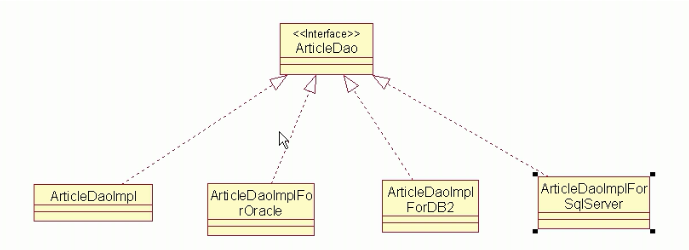 <<Interface>>
ArticleDao
ArticleDaoImpl
ArticleDaoImplFo
rOracle
ArticleDaoImpl
ForDB2
ArticleDaoImplFor
SqlServer